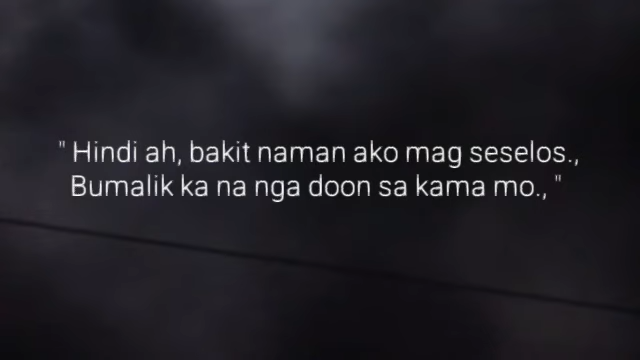 " Hindi ah, bakit naman ako mag seselos.,
Bumalik ka na nga doon sa kama mo., "